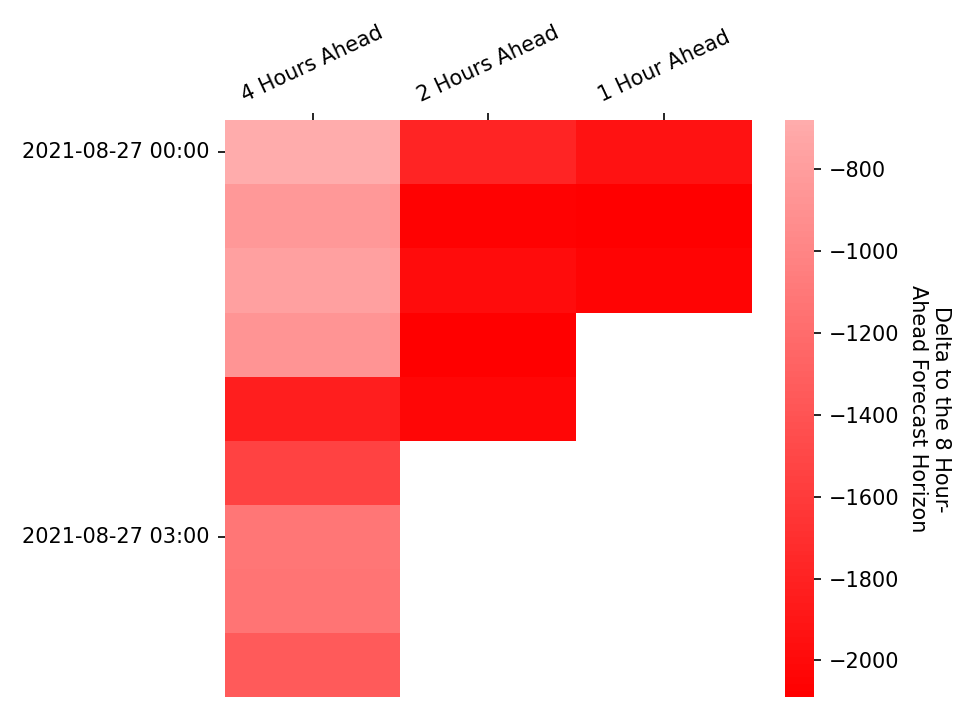 4 Hours Ahead
2 Hours Ahead
1 Hour Ahead
2021-08-27 00:00
2021-08-27 03:00
−800
−1000
−1200
−1400
−1600
−1800
−2000
Delta to the 8 Hour-
Ahead Forecast Horizon